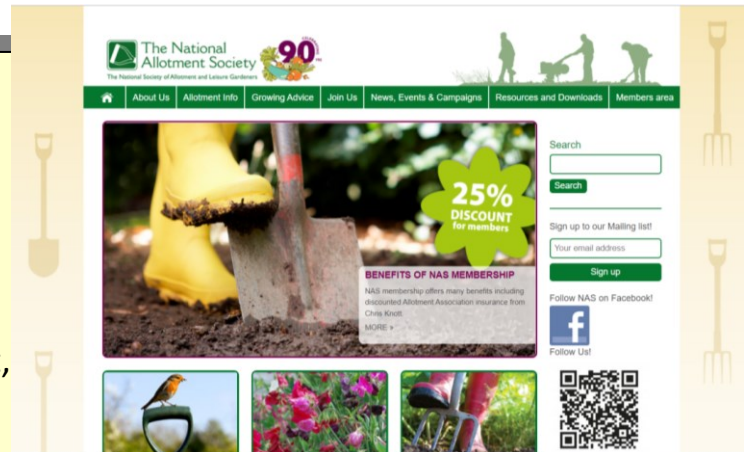 The National
Allotment Society
The National Society of Allotment and Leisure Gardeners
90
About Us
Allotment Info
Growing Advice
Join Us
News, Events & Campaigns
Resources and Downloads
Members area
25%
DISCOUNT
for members
BENEFITS OF NAS MEMBERSHIP
NAS membership offers many benefits including
discounted Allotment Association insurance from
Chris Knott.
MORE »
Search
Search
Sign up to our Mailing list!
Your email address
Sign up
Follow NAS on Facebook!
f
Follow Us!